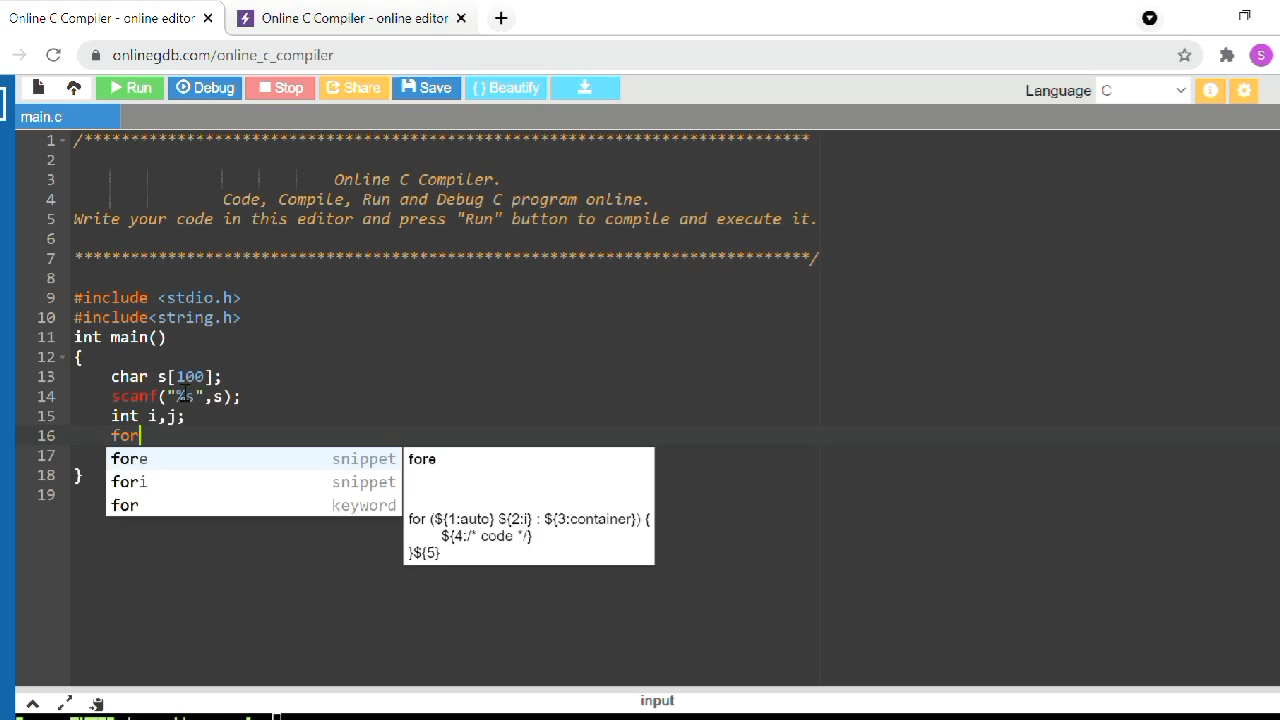 Online C Compiler - online editor
Online C Compiler - online editor
onlinegdb.com/online_c_compiler
S
Run
Debug
Stop
Share
Save
{ } Beautify
Language C
main.c
1 /******************************************************************************
2
3 Online C Compiler.
4 Code, Compile, Run and Debug C program online.
5 Write your code in this editor and press "Run" button to compile and execute it.
6
7 *******************************************************************************/
8
9 #include <stdio.h>
10 #include<string.h>
11 int main()
12 {
13 char s[100];
14 scanf("%s",s);
15 int i,j;
16 for
17
18 }
19
fore snippet
fori snippet
for keyword
fore
for (${1:auto} ${2:i} : ${3:container}) {
${4:/* code */}
}${5}
input